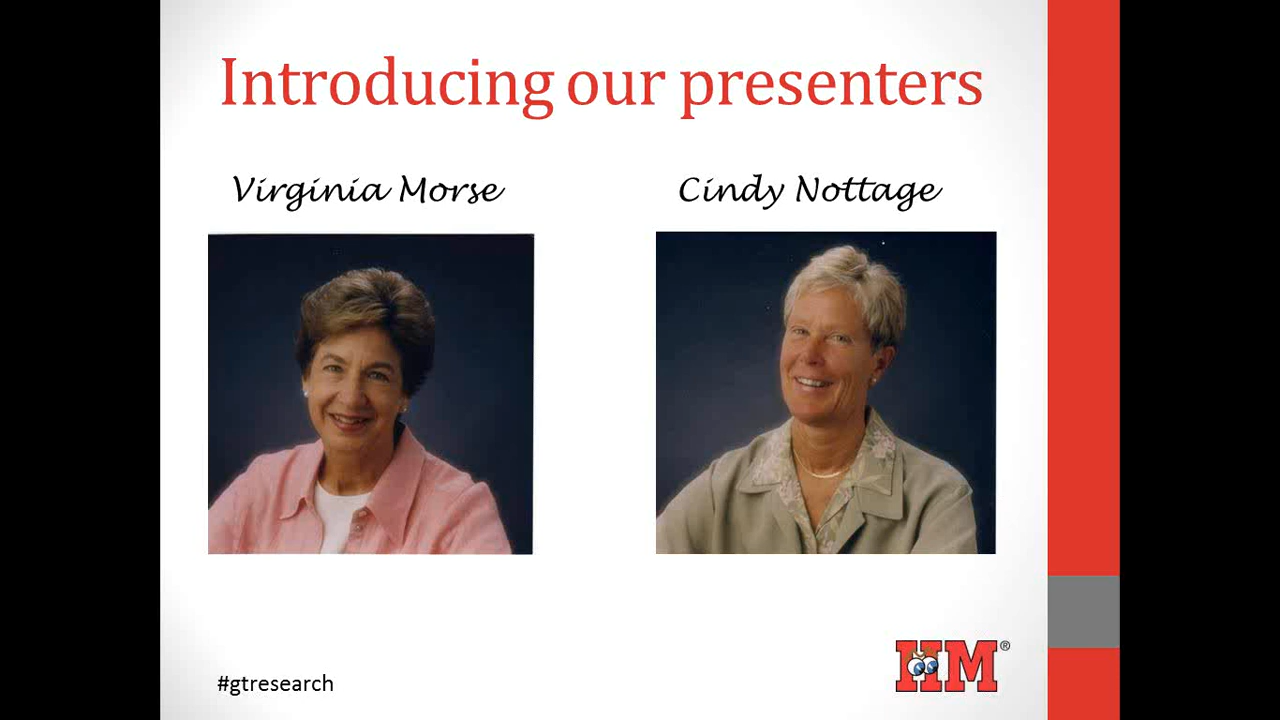 Introducing our presenters
Virginia Morse
Cindy Nottage
#gtresearch
HM®